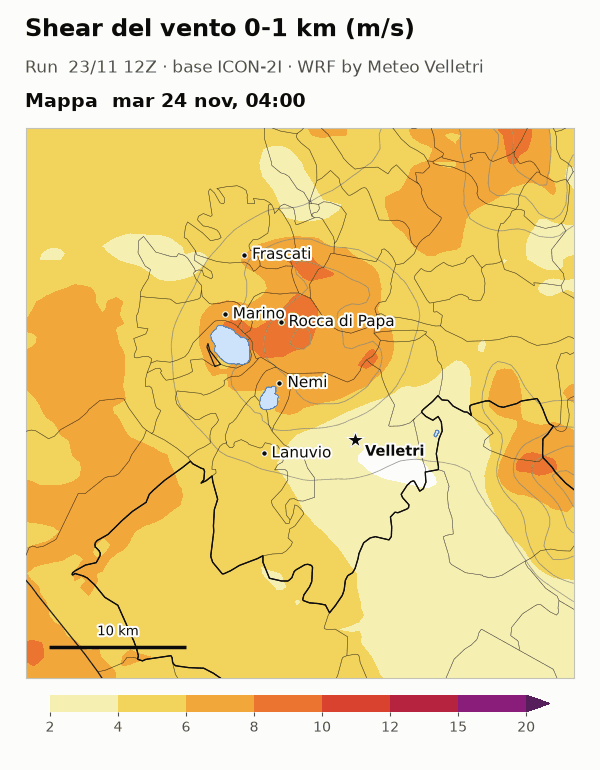 Shear del vento 0-1 km (m/s)
Run  23/11 12Z · base ICON-2I · WRF by Meteo Velletri
Mappa  mar 24 nov, 04:00
Frascati
Marino
Rocca di Papa
Nemi
Velletri
Lanuvio
10 km
2 4 6 8 10 12 15 20